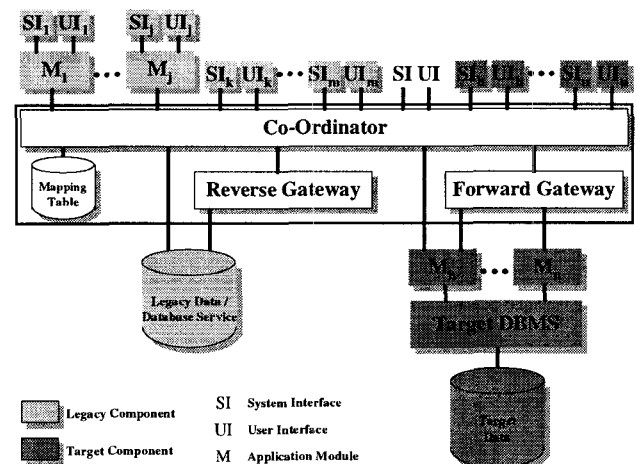 SI1 UI1 SIj UIj
M1 ••• Mj SIk UIk ••• SIm UIm SI UI •••
Co-Ordinator
Mapping
Table
Reverse Gateway
Forward Gateway
Legacy Data /
Database Service
•••
Target DBMS
Target
Data
Legacy Component
Target Component
SI System Interface
UI User Interface
M Application Module